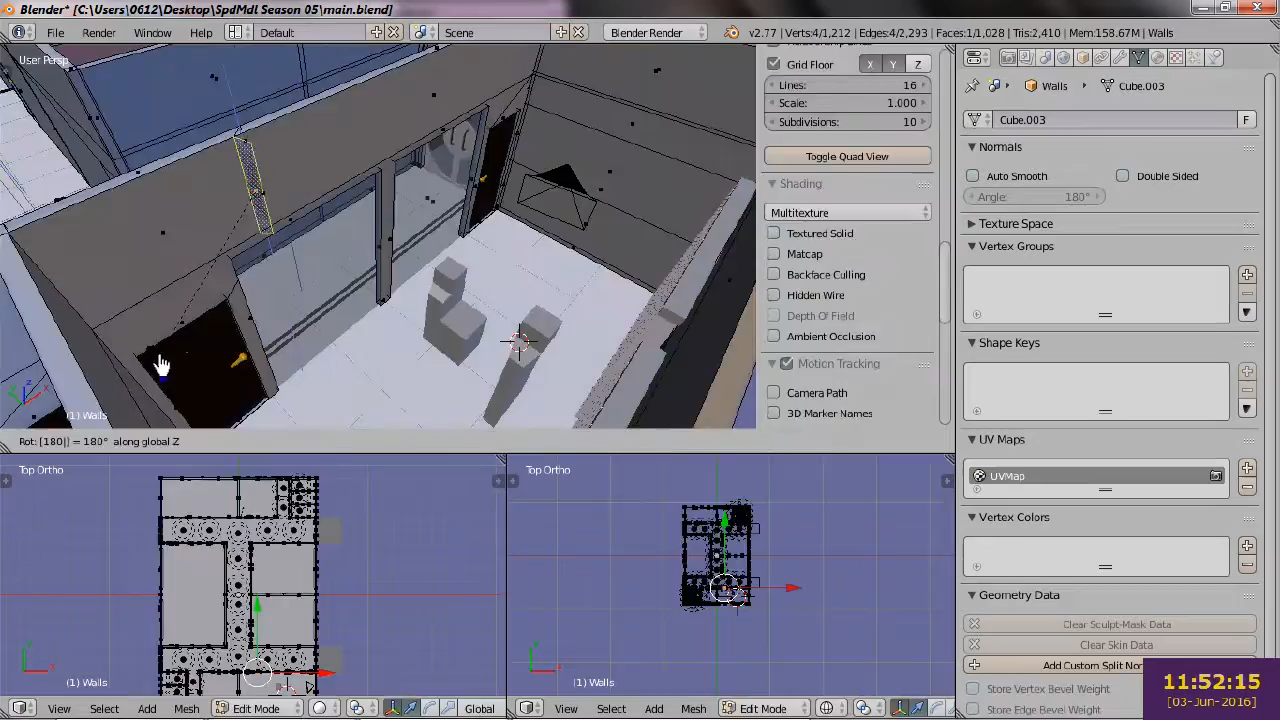 Blender* [C:\Users\0612\Desktop\SpdMdl Season 05\main.blend]
File Render Window Help Default Scene Blender Render v2.77 | Verts:4/1,212 | Edges:4/2,293 | Faces:1/1,028 | Tris:2,410 | Mem:158.67M | Walls
User Persp
Grid Floor X Y Z
Lines: 16
Scale: 1.000
Subdivisions: 10
Toggle Quad View
Shading
Multitexture
Textured Solid
Matcap
Backface Culling
Hidden Wire
Depth Of Field
Ambient Occlusion
Motion Tracking
Camera Path
3D Marker Names
(1) Walls
Rot: [180|] = 180° along global Z
Top Ortho
(1) Walls
View Select Add Mesh Edit Mode Global
Top Ortho
(1) Walls
View Select Add Mesh Edit Mode
Walls Cube.003
Cube.003 F
Normals
Auto Smooth Double Sided
Angle: 180°
Texture Space
Vertex Groups
Shape Keys
UV Maps
UVMap
Vertex Colors
Geometry Data
Clear Sculpt-Mask Data
Clear Skin Data
Add Custom Split Nor
Store Vertex Bevel Weight
Store Edge Bevel Weight
11:52:15
[03-Jun-2016]